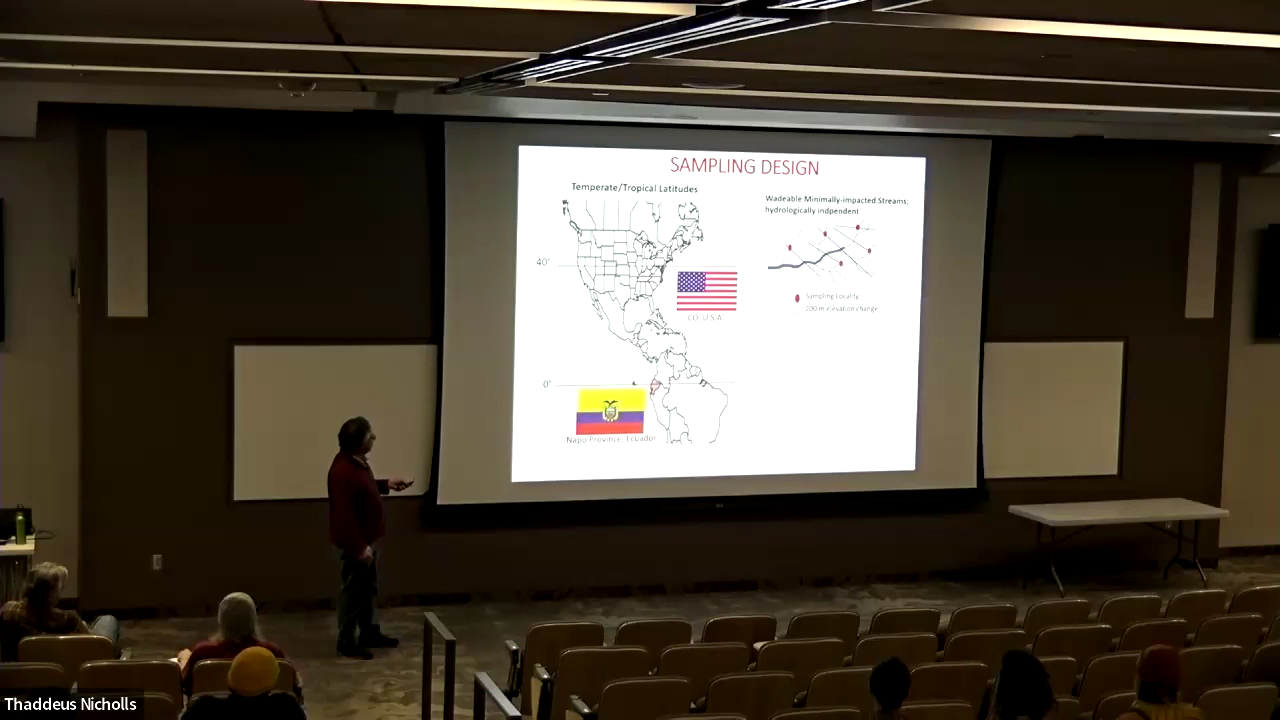 SAMPLING DESIGN
Temperate/Tropical Latitudes
Wadeable Minimally-impacted Streams;
hydrologically indpendent
40°
CO, U.S.A.
Sampling Locality
200 m elevation change
0°
Napo Province, Ecuador
Thaddeus Nicholls